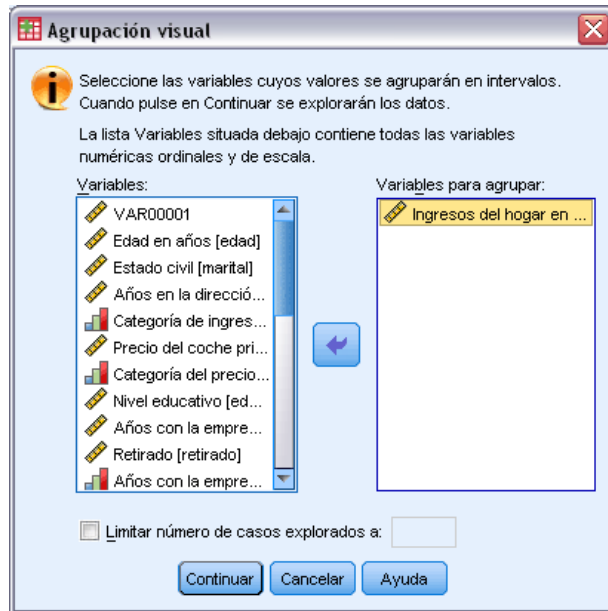 Agrupación visual
Seleccione las variables cuyos valores se agruparán en intervalos.
Cuando pulse en Continuar se explorarán los datos.
La lista Variables situada debajo contiene todas las variables
numéricas ordinales y de escala.
Variables:
VAR00001
Edad en años [edad]
Estado civil [marital]
Años en la direcció...
Categoría de ingres...
Precio del coche pri...
Categoría del precio...
Nivel educativo [ed...
Años con la empre...
Retirado [retirado]
Años con la empre...
Variables para agrupar:
Ingresos del hogar en ...
Limitar número de casos explorados a:
Continuar Cancelar Ayuda